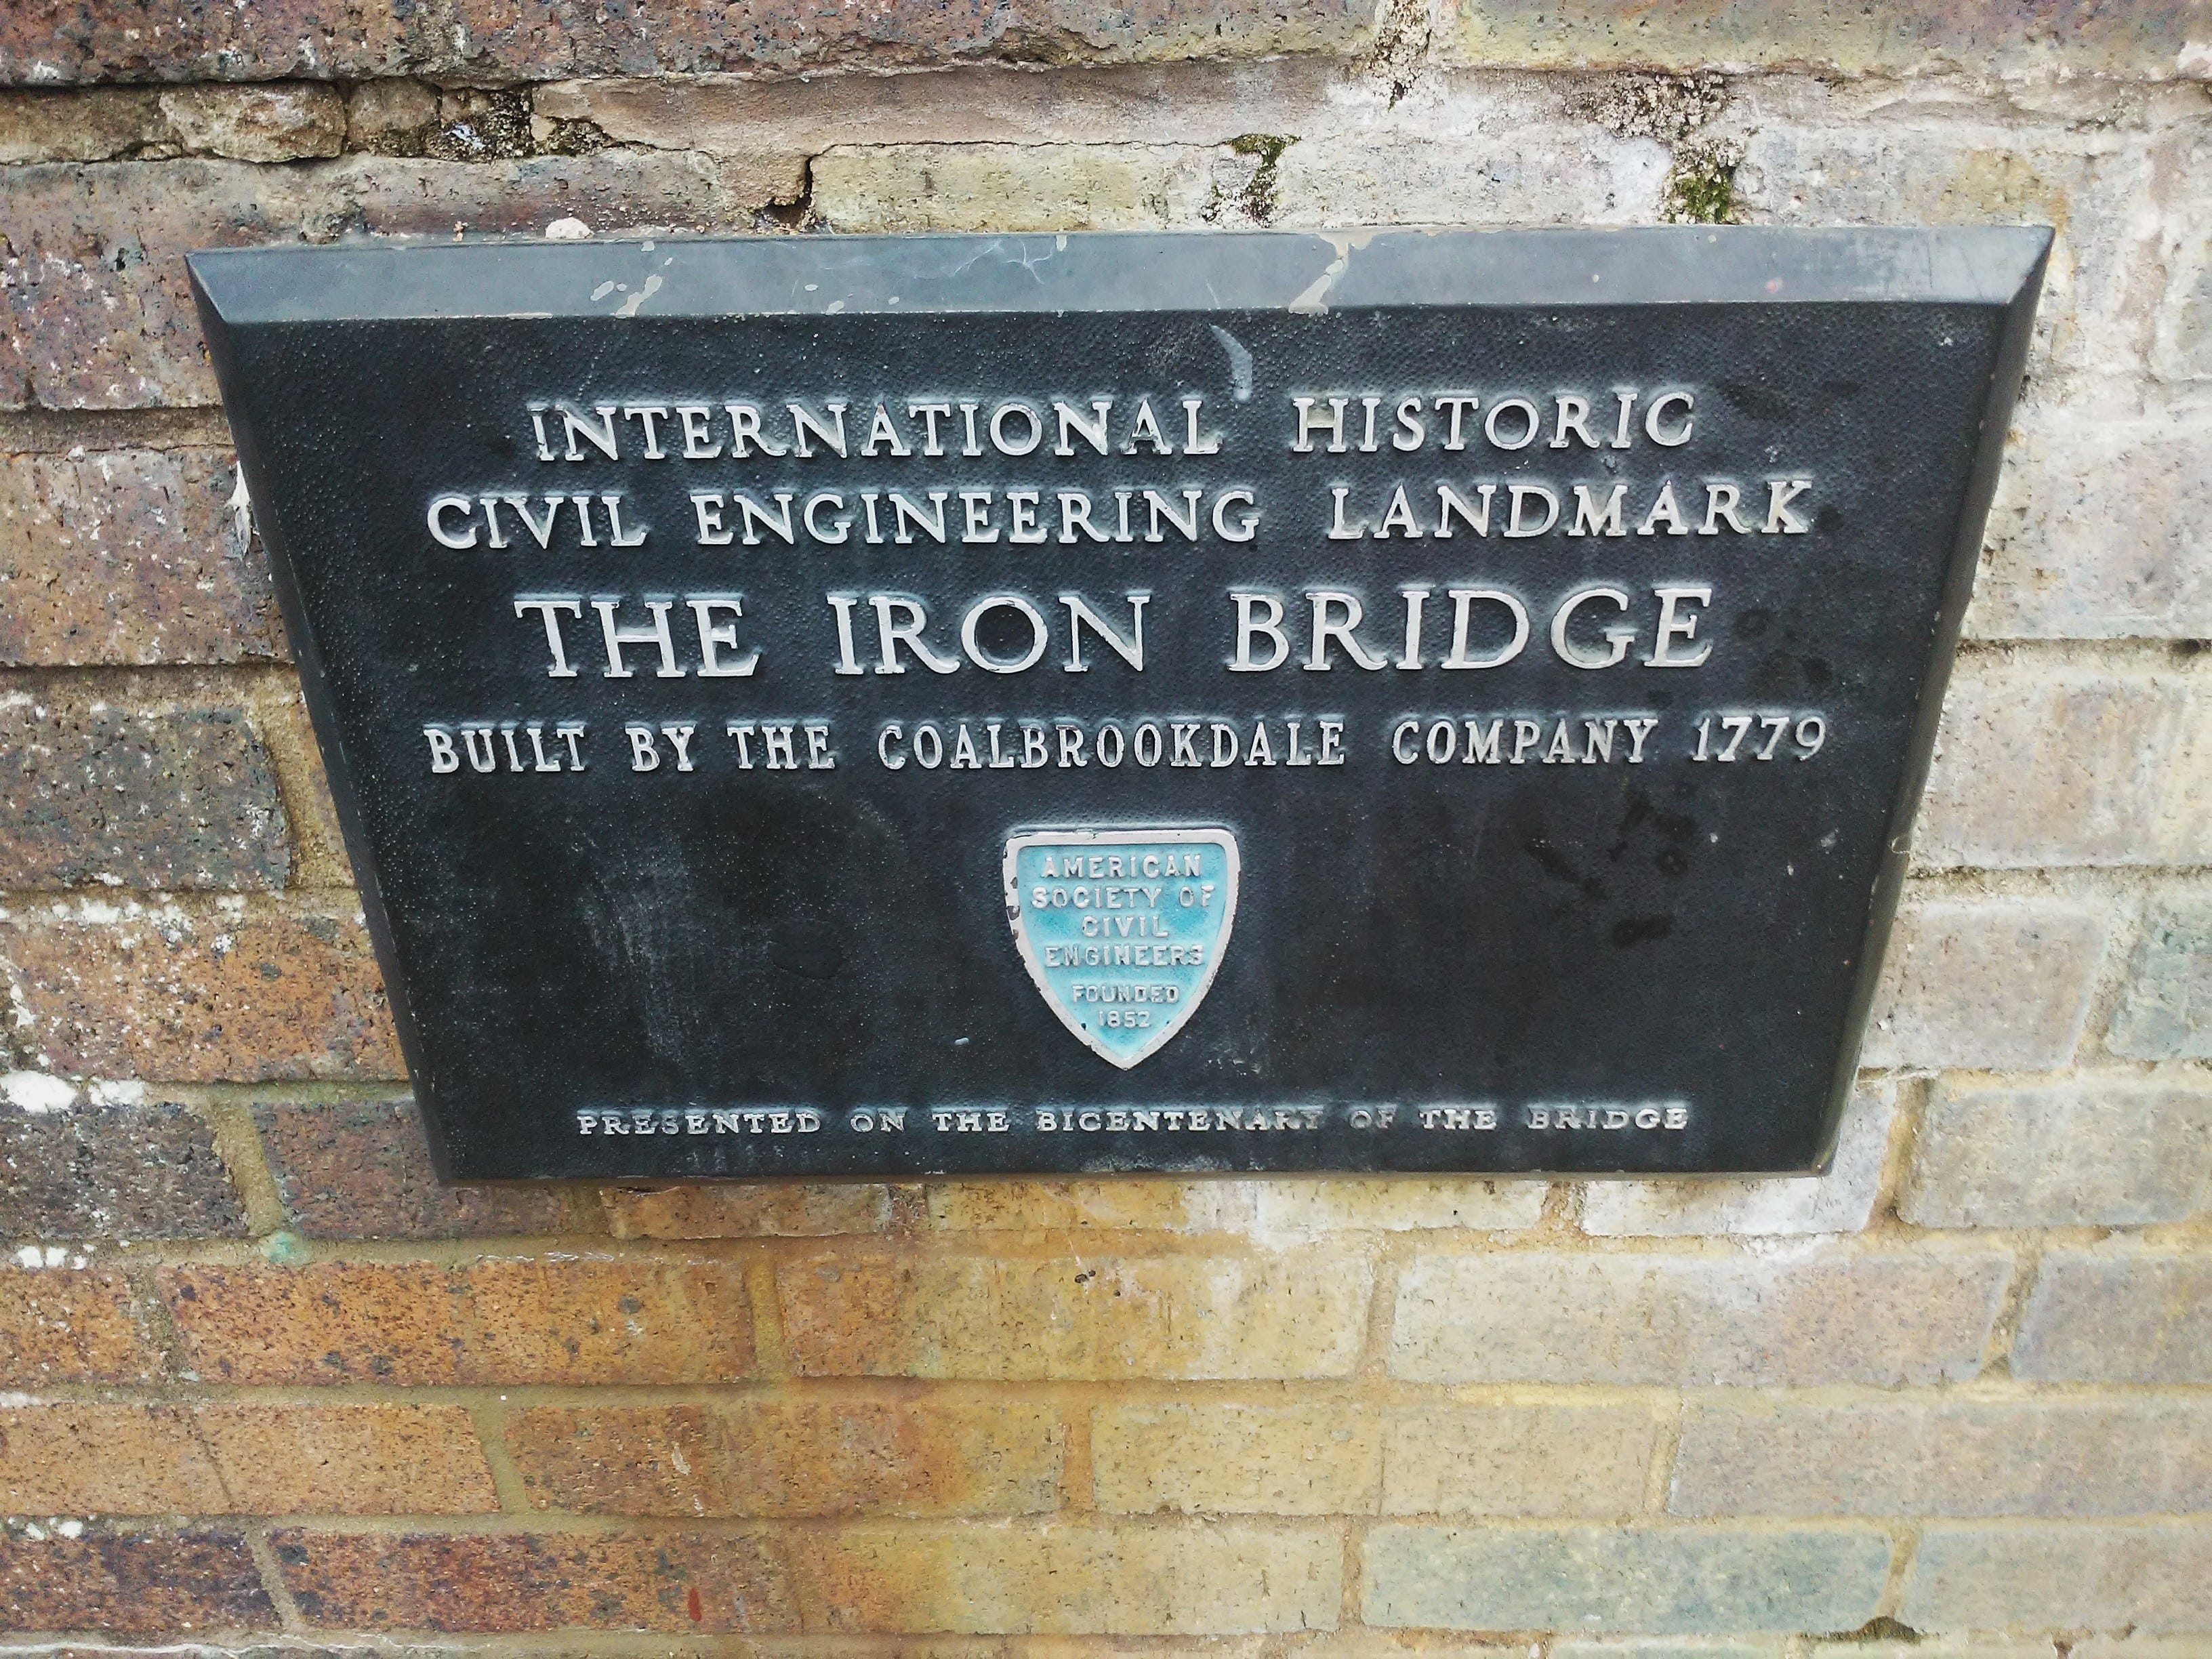 INTERNATIONAL HISTORIC
CIVIL ENGINEERING LANDMARK
THE IRON BRIDGE
BUILT BY THE COALBROOKDALE COMPANY 1779
AMERICAN
SOCIETY OF
CIVIL
ENGINEERS
FOUNDED
1852
PRESENTED ON THE BICENTENARY OF THE BRIDGE